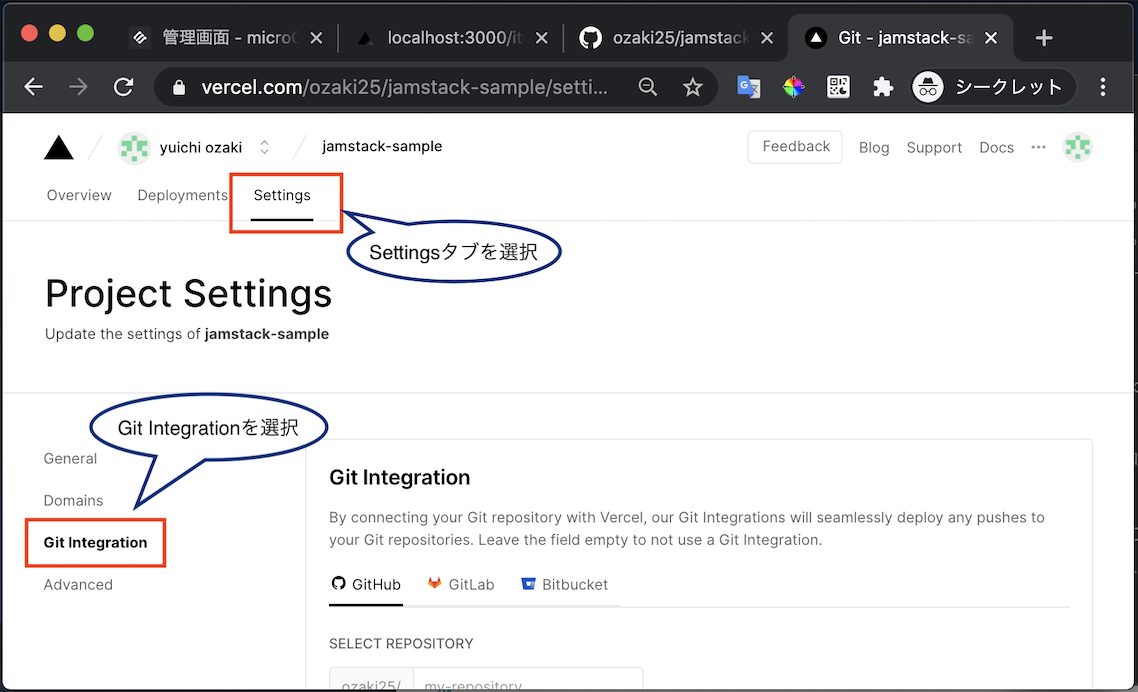 管理画面 - micro
localhost:3000/it
ozaki25/jamstack
Git - jamstack-sa
vercel.com/ozaki25/jamstack-sample/setti...
シークレット
yuichi ozaki
jamstack-sample
Feedback
Blog
Support
Docs
Overview
Deployments
Settings
Settingsタブを選択
Project Settings
Update the settings of jamstack-sample
Git Integrationを選択
General
Domains
Git Integration
Advanced
Git Integration
By connecting your Git repository with Vercel, our Git Integrations will seamlessly deploy any pushes to
your Git repositories. Leave the field empty to not use a Git Integration.
GitHub
GitLab
Bitbucket
SELECT REPOSITORY
ozaki25/
my-repository